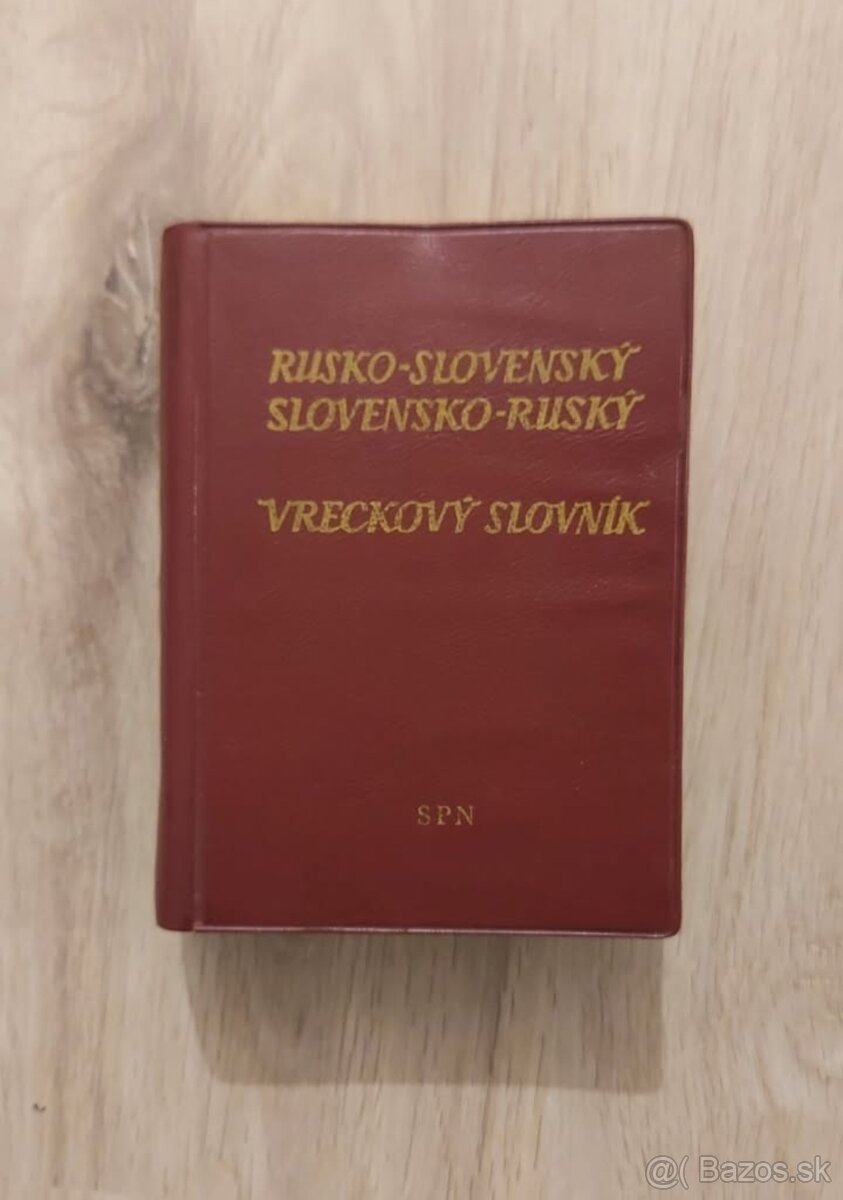 RUSKO-SLOVENSKÝ
SLOVENSKO-RUSKÝ
VRECKOVÝ SLOVNÍK
SPN
@( Bazos.sk